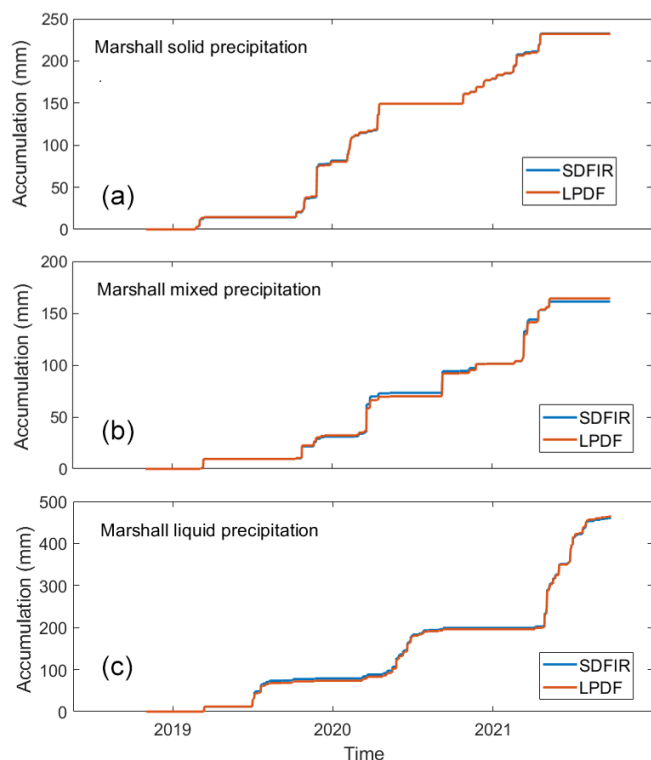 250
200
150
100
50
0
Accumulation (mm)
Marshall solid precipitation
(a)
SDFIR
LPDF
200
150
100
50
0
Accumulation (mm)
Marshall mixed precipitation
(b)
SDFIR
LPDF
500
400
300
200
100
0
Accumulation (mm)
Marshall liquid precipitation
(c)
SDFIR
LPDF
2019 2020 2021
Time